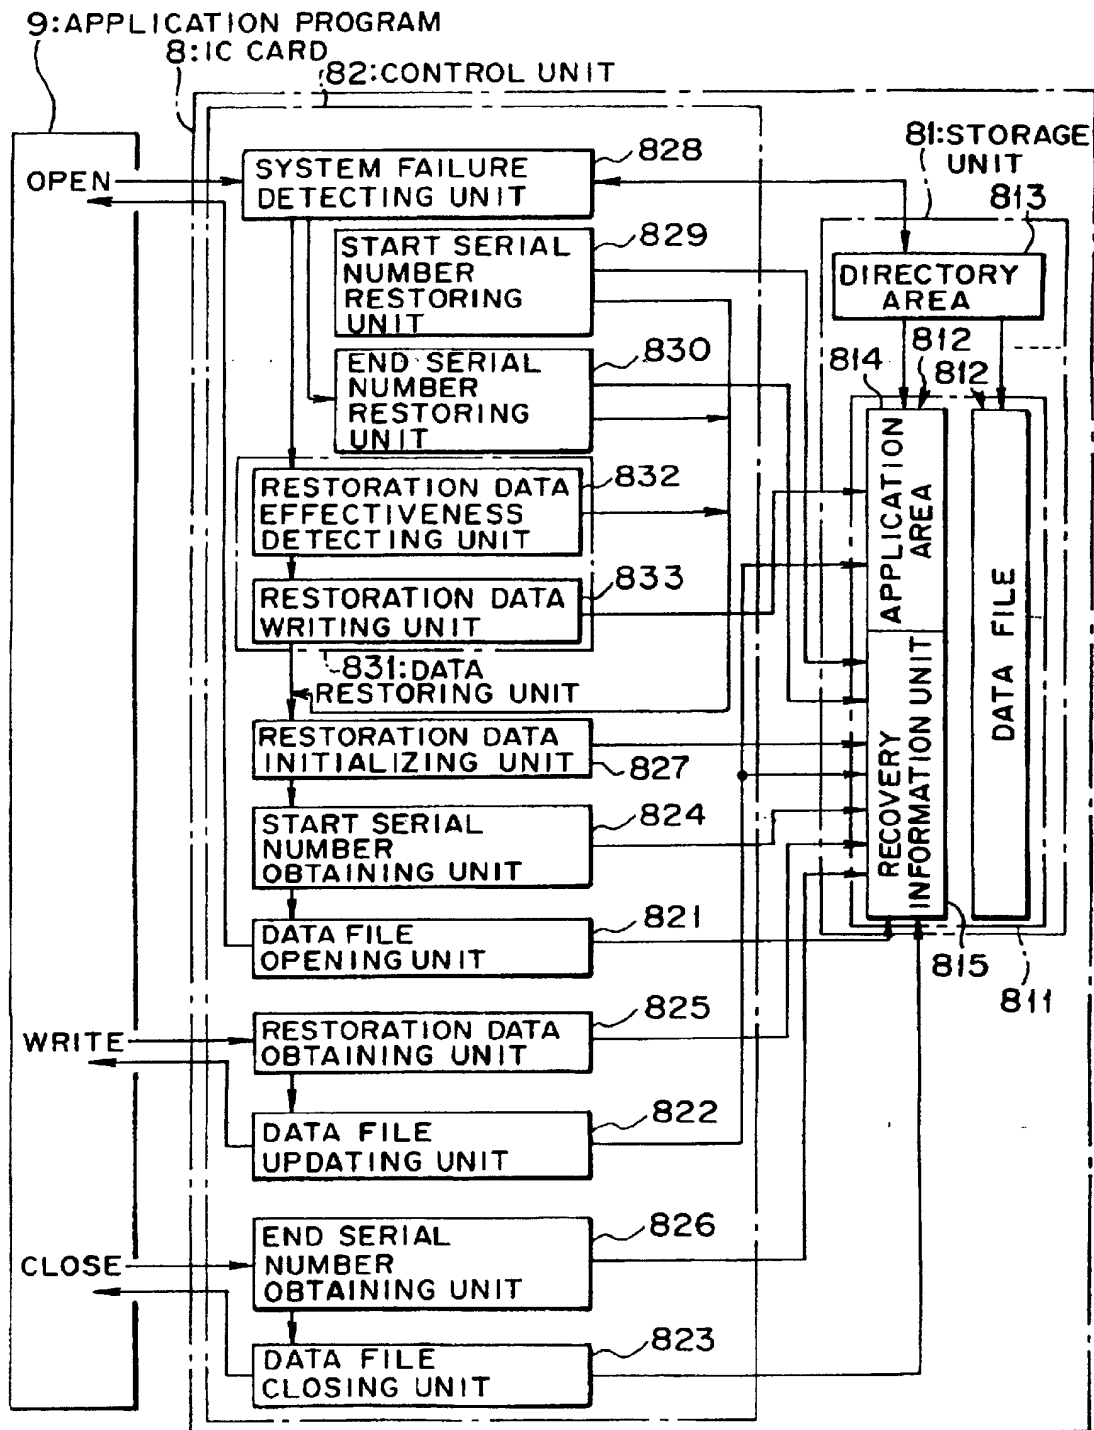 9:APPLICATION PROGRAM
8:IC CARD
82:CONTROL UNIT
81:STORAGE
UNIT
OPEN
SYSTEM FAILURE
DETECTING UNIT
828
813
START SERIAL
NUMBER
RESTORING
UNIT
829
DIRECTORY
AREA
END SERIAL
NUMBER
RESTORING
UNIT
830
814
812
812
RESTORATION DATA
EFFECTIVENESS
DETECTING UNIT
832
APPLICATION
AREA
RESTORATION DATA
WRITING UNIT
833
831:DATA
RESTORING UNIT
DATA FILE
RESTORATION DATA
INITIALIZING UNIT
827
RECOVERY
INFORMATION UNIT
START SERIAL
NUMBER
OBTAINING UNIT
824
DATA FILE
OPENING UNIT
821
815
811
WRITE
RESTORATION DATA
OBTAINING UNIT
825
DATA FILE
UPDATING UNIT
822
CLOSE
END SERIAL
NUMBER
OBTAINING UNIT
826
DATA FILE
CLOSING UNIT
823